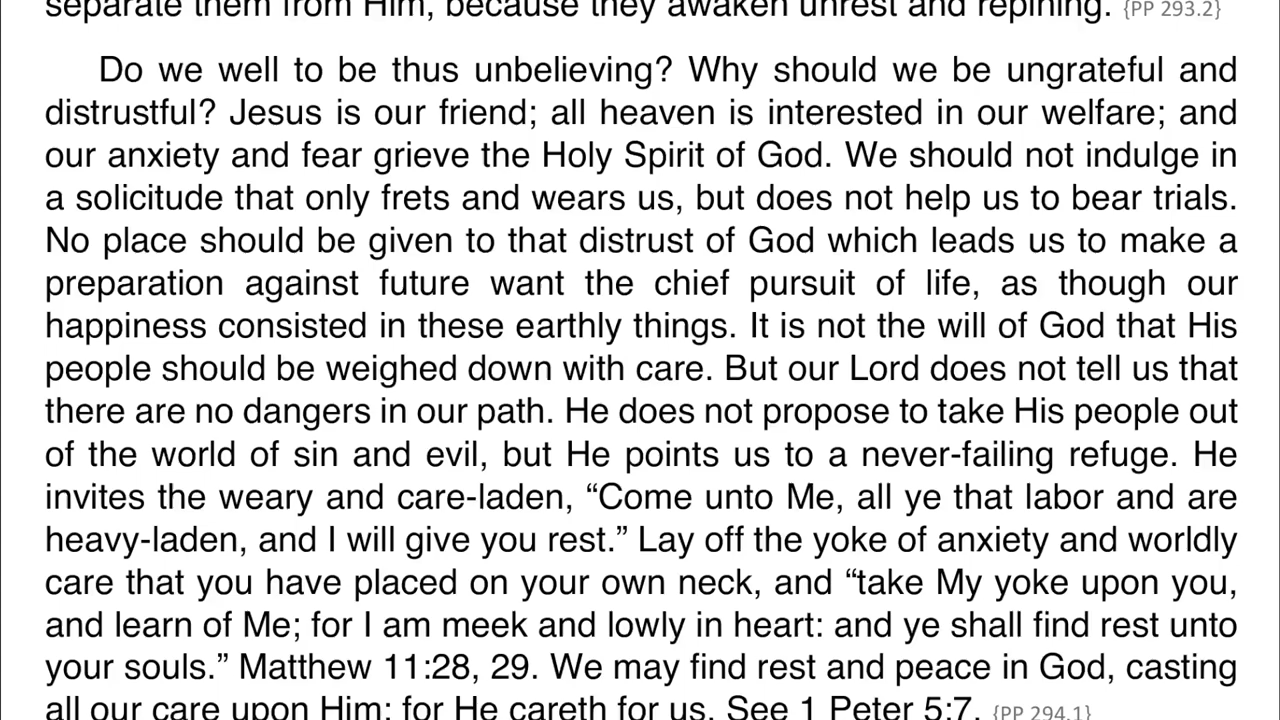 separate them from Him, because they awaken unrest and repining. {PP 293.2}
Do we well to be thus unbelieving? Why should we be ungrateful and
distrustful? Jesus is our friend; all heaven is interested in our welfare; and
our anxiety and fear grieve the Holy Spirit of God. We should not indulge in
a solicitude that only frets and wears us, but does not help us to bear trials.
No place should be given to that distrust of God which leads us to make a
preparation against future want the chief pursuit of life, as though our
happiness consisted in these earthly things. It is not the will of God that His
people should be weighed down with care. But our Lord does not tell us that
there are no dangers in our path. He does not propose to take His people out
of the world of sin and evil, but He points us to a never-failing refuge. He
invites the weary and care-laden, “Come unto Me, all ye that labor and are
heavy-laden, and I will give you rest.” Lay off the yoke of anxiety and worldly
care that you have placed on your own neck, and “take My yoke upon you,
and learn of Me; for I am meek and lowly in heart: and ye shall find rest unto
your souls.” Matthew 11:28, 29. We may find rest and peace in God, casting
all our care upon Him; for He careth for us. See 1 Peter 5:7. {PP 294.1}